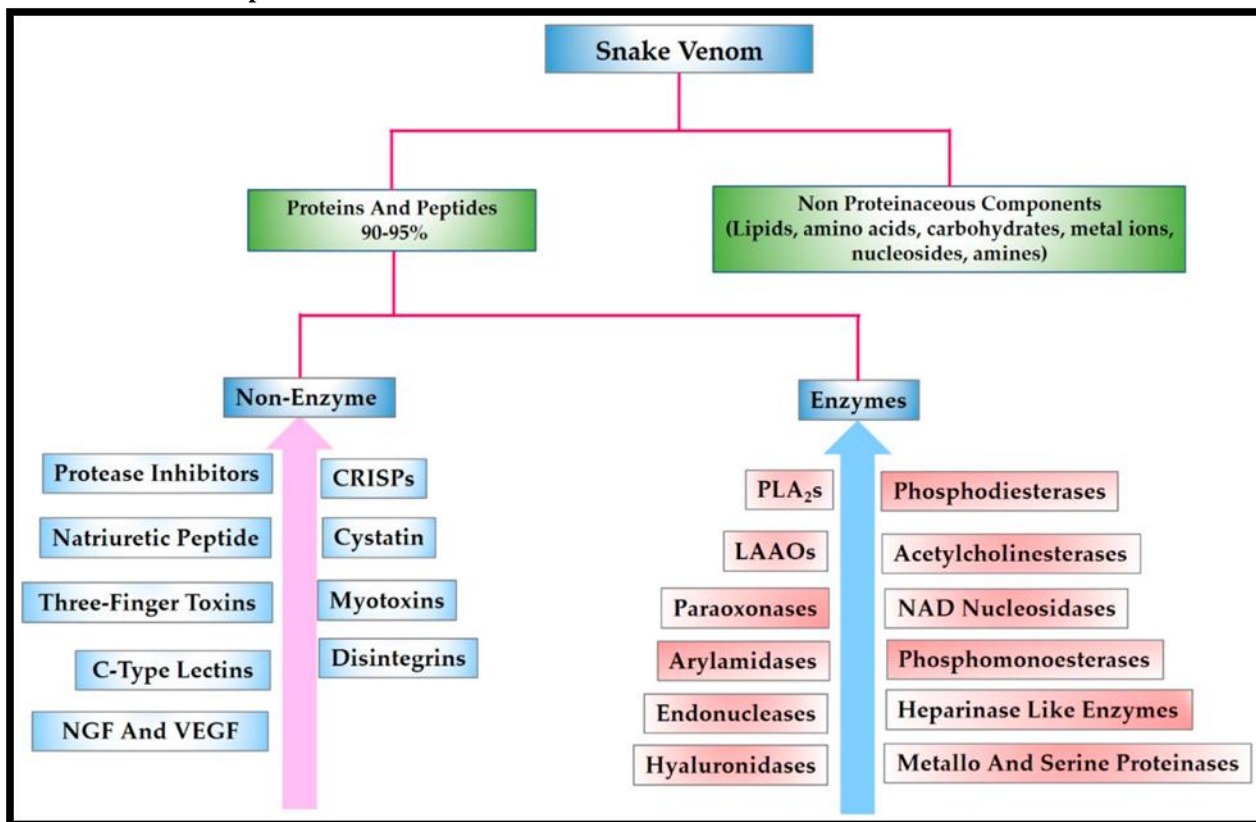 Snake Venom
Proteins And Peptides
90-95%
Non Proteinaceous Components
(Lipids, amino acids, carbohydrates, metal ions,
nucleosides, amines)
Non-Enzyme
Enzymes
Protease Inhibitors
Natriuretic Peptide
Three-Finger Toxins
C-Type Lectins
NGF And VEGF
CRISPs
Cystatin
Myotoxins
Disintegrins
PLA₂s
LAAOs
Paraoxonases
Arylamidases
Endonucleases
Hyaluronidases
Phosphodiesterases
Acetylcholinesterases
NAD Nucleosidases
Phosphomonoesterases
Heparinase Like Enzymes
Metallo And Serine Proteinases